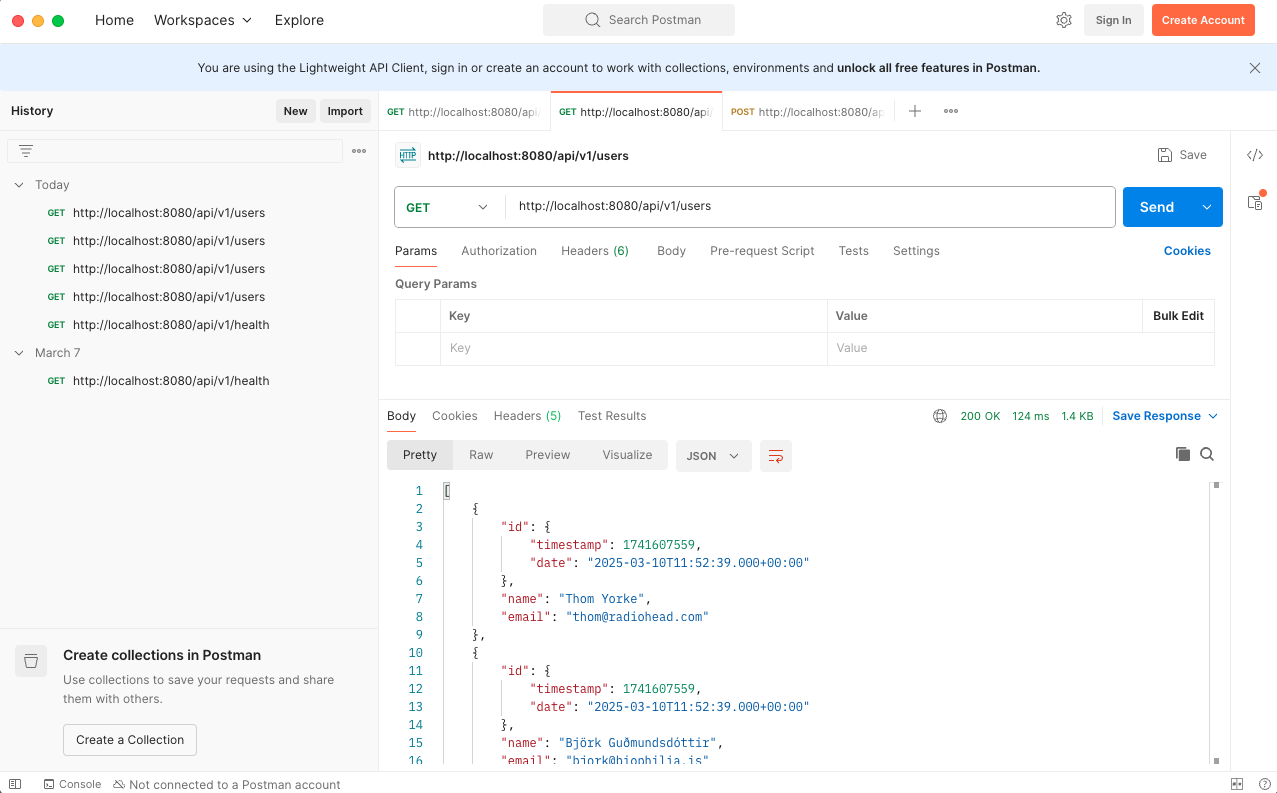 Home Workspaces Explore Search Postman Sign In Create Account
You are using the Lightweight API Client, sign in or create an account to work with collections, environments and unlock all free features in Postman.
History New Import
Today
GET http://localhost:8080/api/v1/users
GET http://localhost:8080/api/v1/users
GET http://localhost:8080/api/v1/users
GET http://localhost:8080/api/v1/users
GET http://localhost:8080/api/v1/health
March 7
GET http://localhost:8080/api/v1/health
Create collections in Postman
Use collections to save your requests and share
them with others.
Create a Collection
GET http://localhost:8080/api/ GET http://localhost:8080/api/ POST http://localhost:8080/ap
HTTP http://localhost:8080/api/v1/users Save
GET http://localhost:8080/api/v1/users Send
Params Authorization Headers (6) Body Pre-request Script Tests Settings Cookies
Query Params
Key Value Bulk Edit
Key Value
Body Cookies Headers (5) Test Results 200 OK 124 ms 1.4 KB Save Response
Pretty Raw Preview Visualize JSON
1 [
2 {
3 "id": {
4 "timestamp": 1741607559,
5 "date": "2025-03-10T11:52:39.000+00:00"
6 },
7 "name": "Thom Yorke",
8 "email": "thom@radiohead.com"
9 },
10 {
11 "id": {
12 "timestamp": 1741607559,
13 "date": "2025-03-10T11:52:39.000+00:00"
14 },
15 "name": "Björk Guðmundsdóttir",
16 "email": "bjork@biophilia.is"
Console Not connected to a Postman account